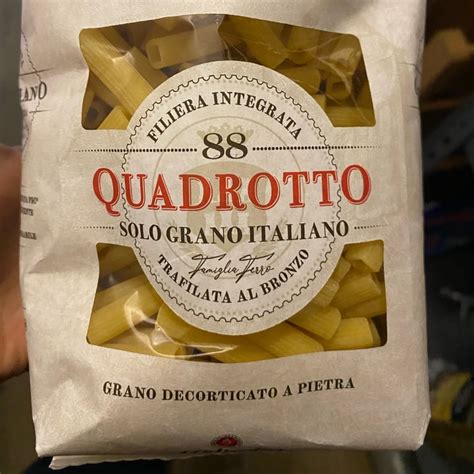 FILIERA INTEGRATA
88
QUADROTTO
SOLO GRANO ITALIANO
Famiglia Ferro
TRAFILATA AL BRONZO
GRANO DECORTICATO A PIETRA